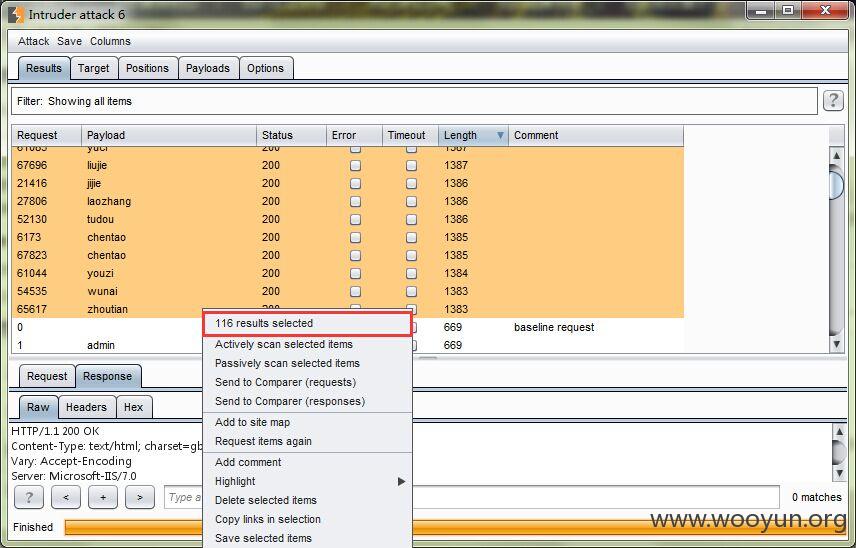 Intruder attack 6
Attack Save Columns
Results Target Positions Payloads Options
Filter: Showing all items ?
Request Payload Status Error Timeout Length Comment
61083 yuci 200 1387
67696 liujie 200 1387
21416 jijie 200 1386
27806 laozhang 200 1386
52130 tudou 200 1386
6173 chentao 200 1385
67823 chentao 200 1385
61044 youzi 200 1384
54535 wunai 200 1383
65617 zhoutian 200 1383
0 669 baseline request
1 admin 669
116 results selected
Actively scan selected items
Passively scan selected items
Send to Comparer (requests)
Send to Comparer (responses)
Add to site map
Request items again
Add comment
Highlight
Delete selected items
Copy links in selection
Save selected items
Request Response
Raw Headers Hex
HTTP/1.1 200 OK
Content-Type: text/html; charset=gb
Vary: Accept-Encoding
Server: Microsoft-IIS/7.0
? < + > Type a 0 matches
Finished
www.wooyun.org